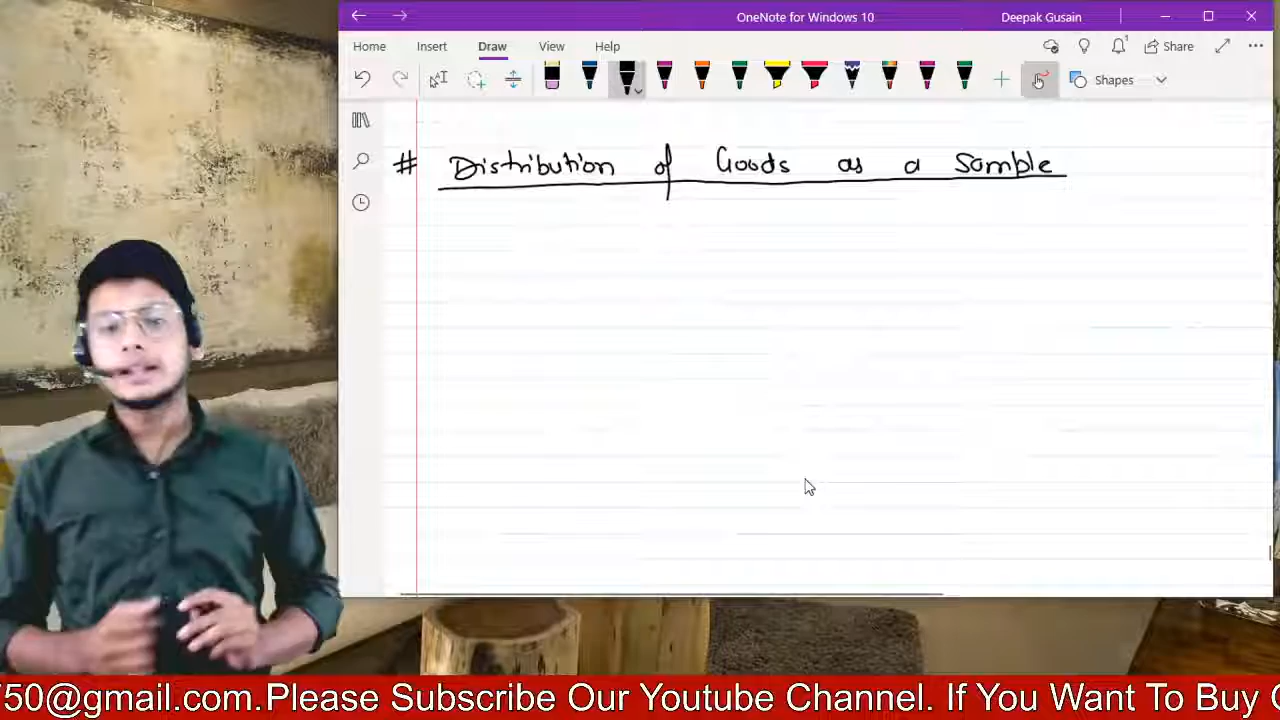 OneNote for Windows 10
Deepak Gusain
Home Insert Draw View Help
Share
Shapes
# Distribution of Goods as a Sample
750@gmail.com.Please Subscribe Our Youtube Channel. If You Want To Buy